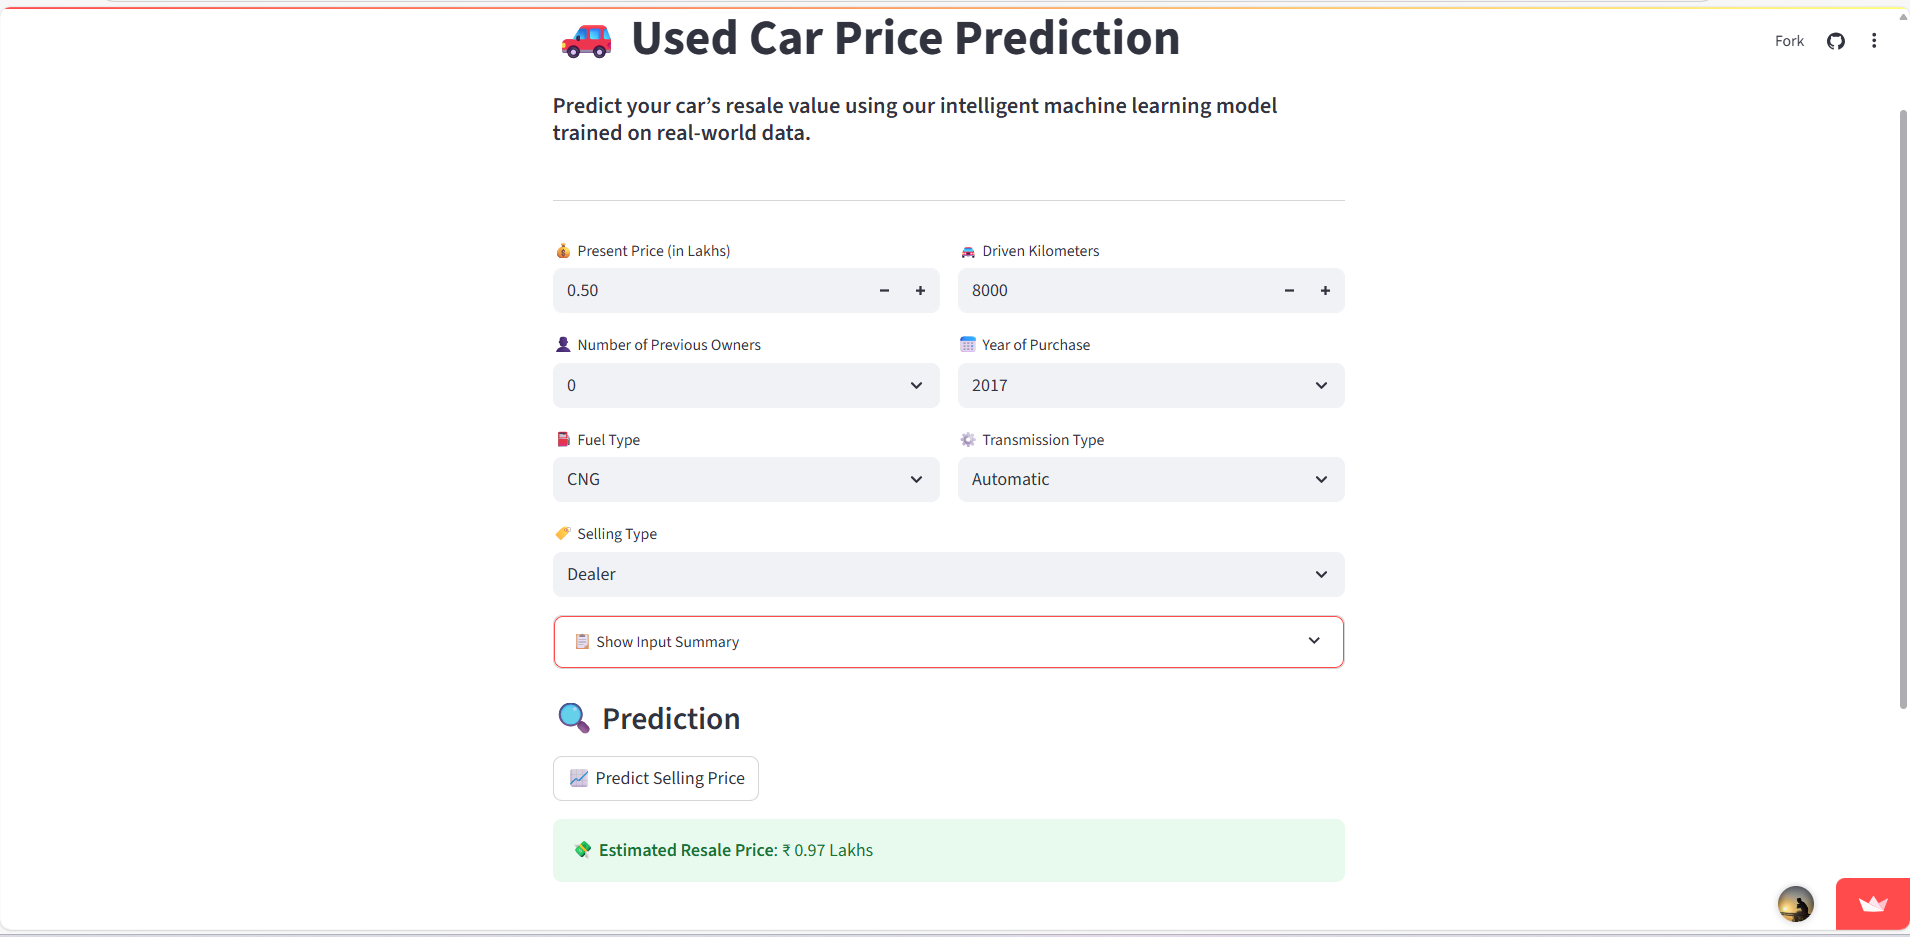 Used Car Price Prediction
Fork
Predict your car’s resale value using our intelligent machine learning model
trained on real-world data.
Present Price (in Lakhs)
0.50
Driven Kilometers
8000
Number of Previous Owners
0
Year of Purchase
2017
Fuel Type
CNG
Transmission Type
Automatic
Selling Type
Dealer
Show Input Summary
Prediction
Predict Selling Price
Estimated Resale Price: ₹ 0.97 Lakhs